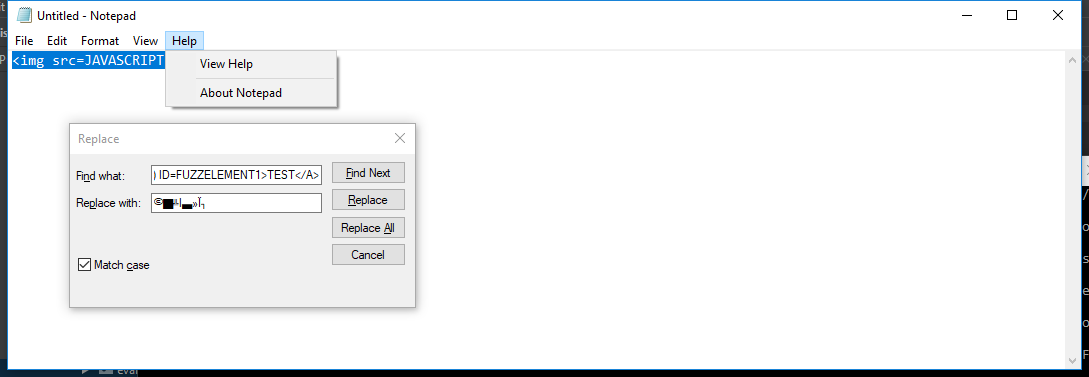 Untitled - Notepad
File Edit Format View Help
<img src=JAVASCRIPT
View Help
About Notepad
Replace
Find what: )ID=FUZZELEMENT1>TEST</A> Find Next
Replace with: Replace
Replace All
Match case Cancel
eval